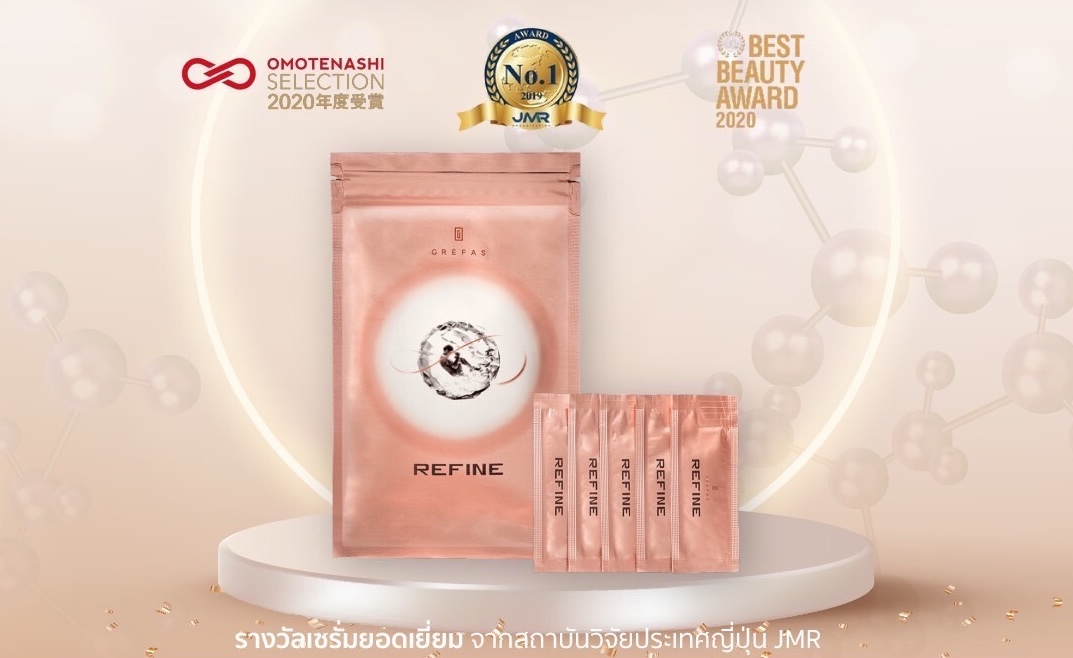 OMOTENASHI
SELECTION
2020年度受賞
AWARD
No.1
2019
JMR
BEST
BEAUTY
AWARD
2020
GRÉFAS
REFINE
REFINE
REFINE
REFINE
REFINE
REFINE
รางวัลเซรั่มยอดเยี่ยม จากสถาบันวิจัยประเทศญี่ปุ่น JMR